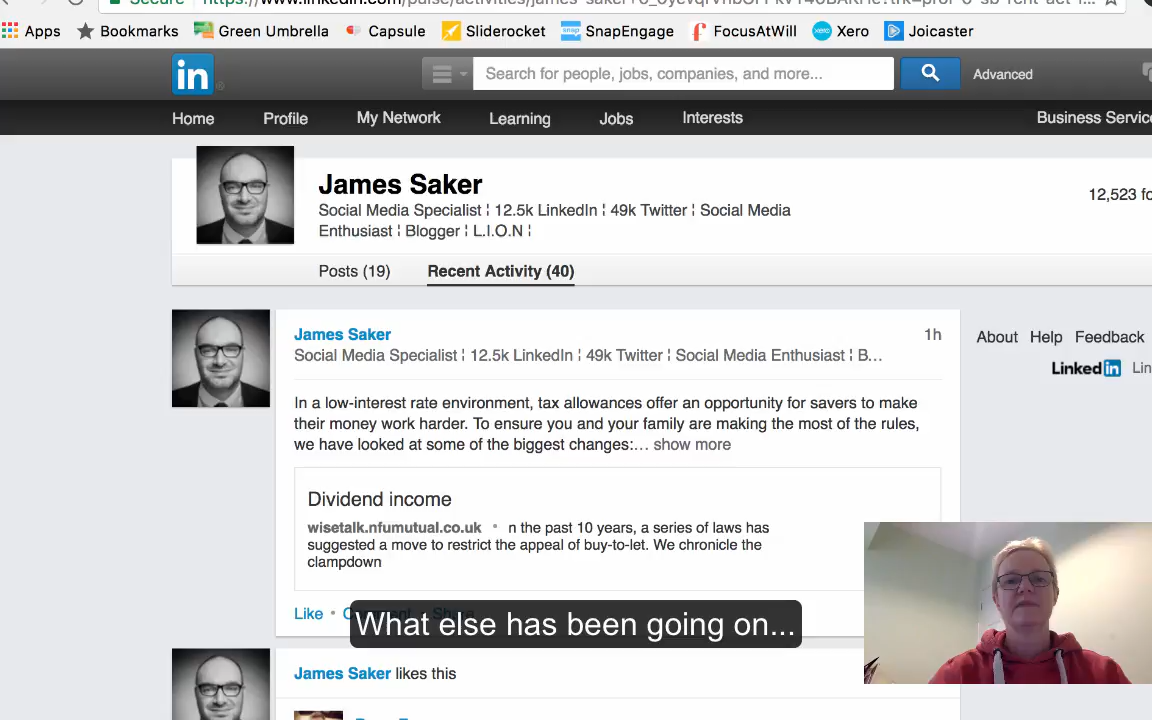 Secure
Apps Bookmarks Green Umbrella Capsule Sliderocket SnapEngage FocusAtWill Xero Joicaster
in Search for people, jobs, companies, and more... Advanced
Home Profile My Network Learning Jobs Interests Business Servic
James Saker
12,523 fo
Social Media Specialist ¦ 12.5k LinkedIn ¦ 49k Twitter ¦ Social Media
Enthusiast ¦ Blogger ¦ L.I.O.N ¦
Posts (19) Recent Activity (40)
James Saker 1h
Social Media Specialist ¦ 12.5k LinkedIn ¦ 49k Twitter ¦ Social Media Enthusiast ¦ B...
About Help Feedback
Linked in Lin
In a low-interest rate environment, tax allowances offer an opportunity for savers to make
their money work harder. To ensure you and your family are making the most of the rules,
we have looked at some of the biggest changes:... show more
Dividend income
wisetalk.nfumutual.co.uk • n the past 10 years, a series of laws has
suggested a move to restrict the appeal of buy-to-let. We chronicle the
clampdown
Like • Comment • Share
What else has been going on...
James Saker likes this